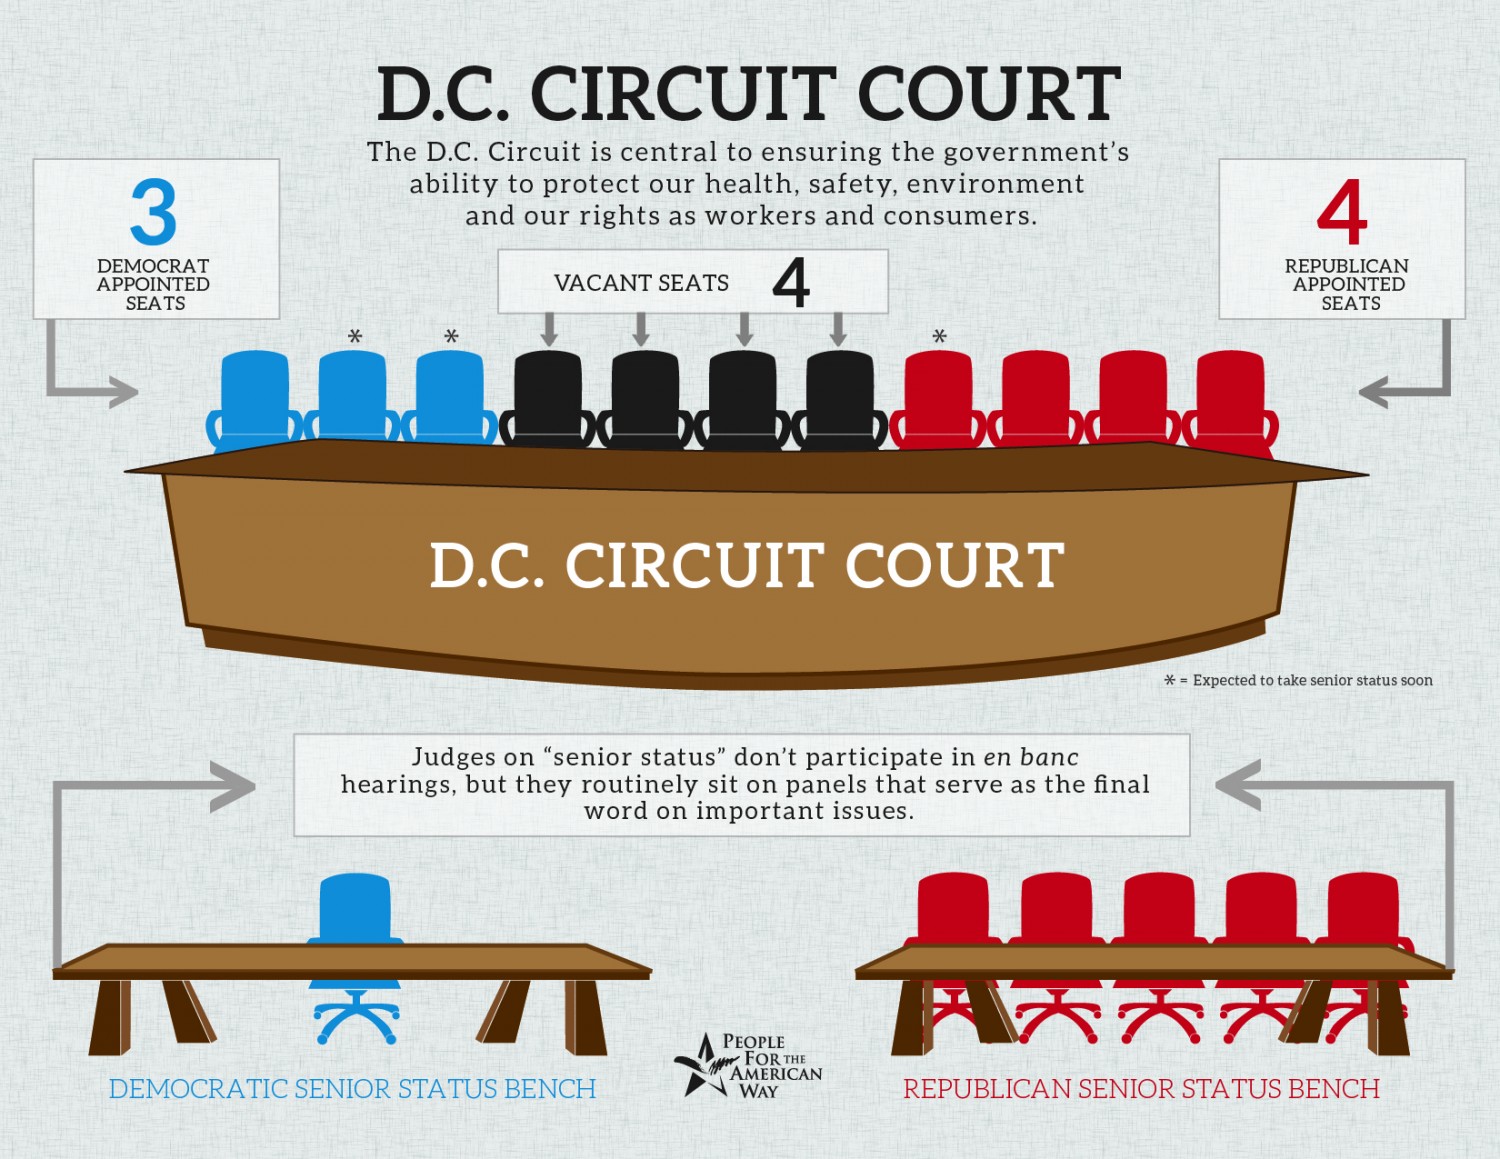 D.C. CIRCUIT COURT
The D.C. Circuit is central to ensuring the government's
ability to protect our health, safety, environment
and our rights as workers and consumers.
3
DEMOCRAT
APPOINTED
SEATS
VACANT SEATS 4
4
REPUBLICAN
APPOINTED
SEATS
* * *
D.C. CIRCUIT COURT
* = Expected to take senior status soon
Judges on “senior status” don't participate in en banc
hearings, but they routinely sit on panels that serve as the final
word on important issues.
DEMOCRATIC SENIOR STATUS BENCH
PEOPLE
FOR THE
AMERICAN
WAY
REPUBLICAN SENIOR STATUS BENCH